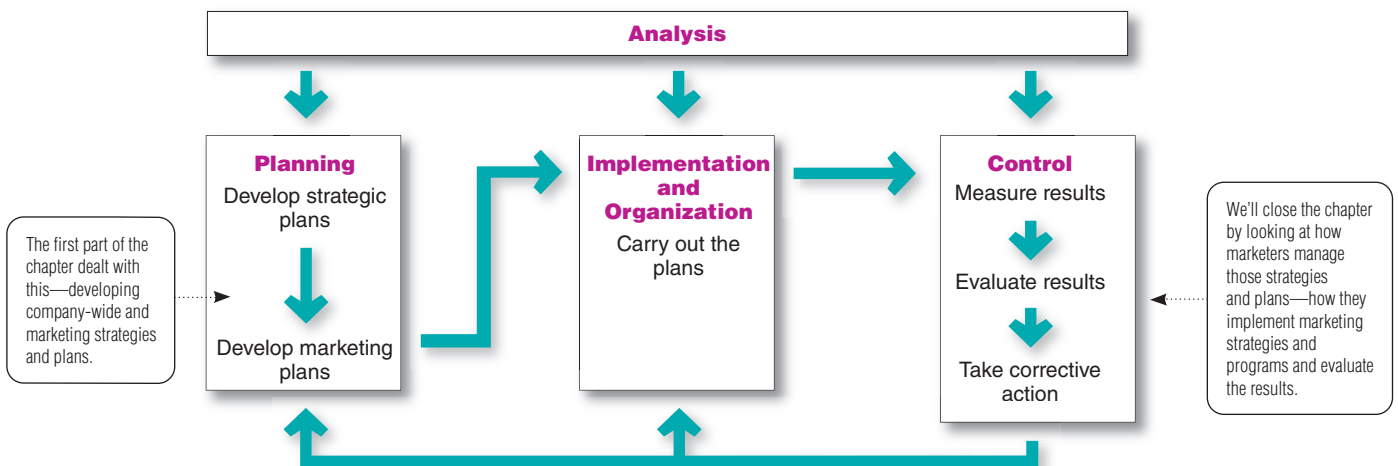 Analysis
The first part of the
chapter dealt with
this—developing
company-wide and
marketing strategies
and plans.
Planning
Develop strategic
plans
Develop marketing
plans
Implementation
and
Organization
Carry out the
plans
Control
Measure results
Evaluate results
Take corrective
action
We’ll close the chapter
by looking at how
marketers manage
those strategies
and plans—how they
implement marketing
strategies and
programs and evaluate
the results.